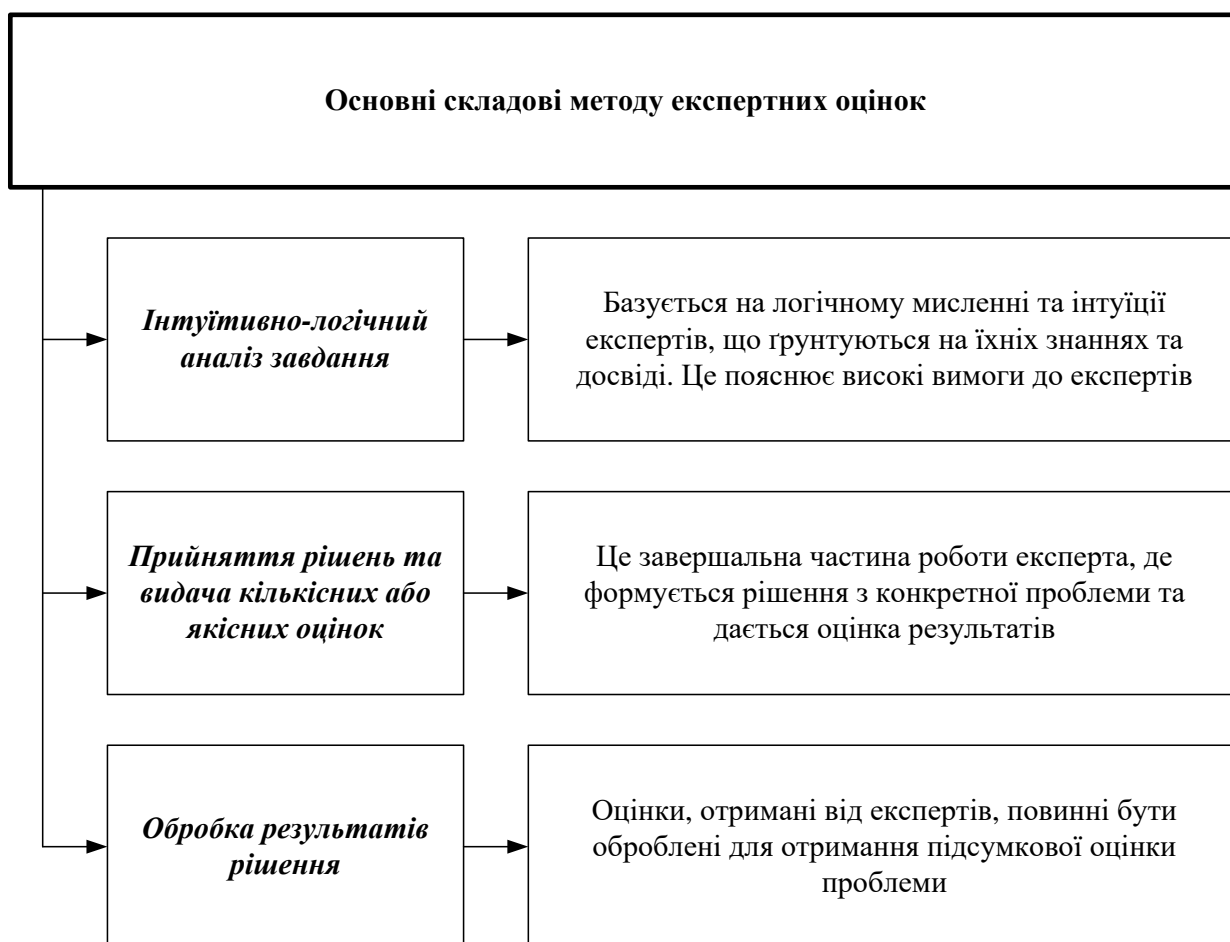 Основні складові методу експертних оцінок
Інтуїтивно-логічний
аналіз завдання
Базується на логічному мисленні та інтуїції
експертів, що ґрунтуються на їхніх знаннях та
досвіді. Це пояснює високі вимоги до експертів
Прийняття рішень та
видача кількісних або
якісних оцінок
Це завершальна частина роботи експерта, де
формується рішення з конкретної проблеми та
дається оцінка результатів
Обробка результатів
рішення
Оцінки, отримані від експертів, повинні бути
оброблені для отримання підсумкової оцінки
проблеми